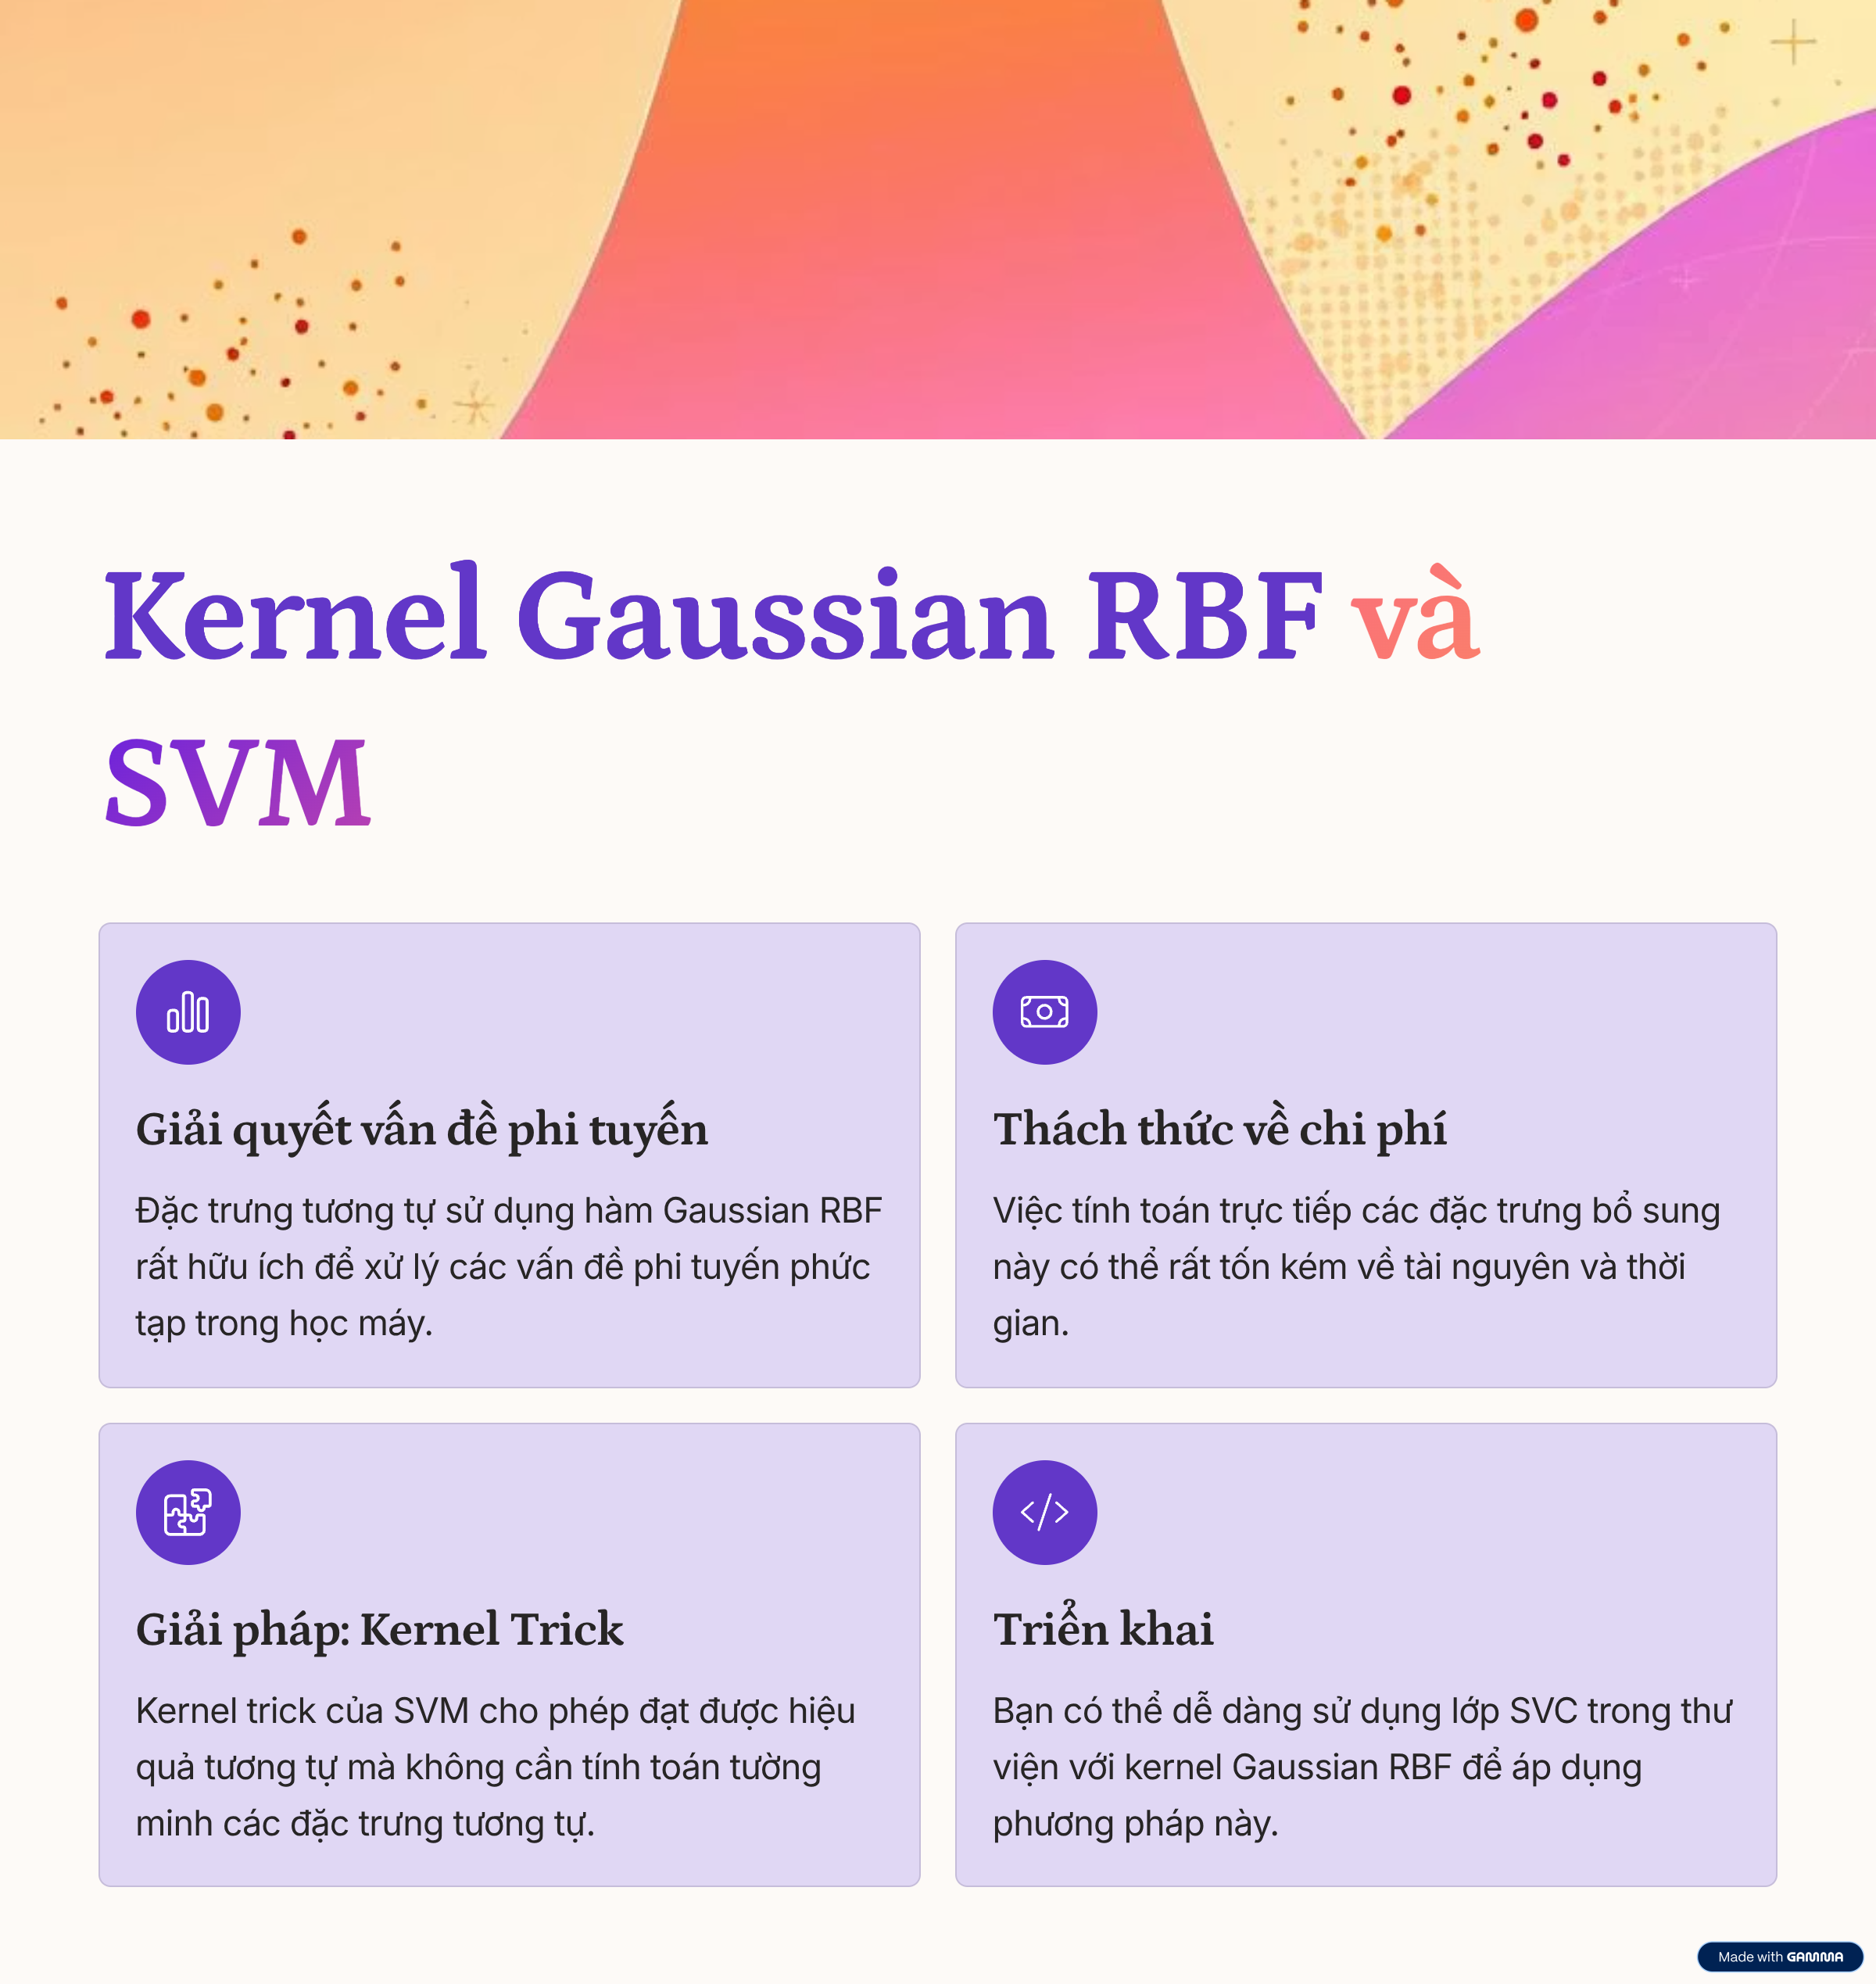 Kernel Gaussian RBF và
SVM
Giải quyết vấn đề phi tuyến
Đặc trưng tương tự sử dụng hàm Gaussian RBF
rất hữu ích để xử lý các vấn đề phi tuyến phức
tạp trong học máy.
Thách thức về chi phí
Việc tính toán trực tiếp các đặc trưng bổ sung
này có thể rất tốn kém về tài nguyên và thời
gian.
Giải pháp: Kernel Trick
Kernel trick của SVM cho phép đạt được hiệu
quả tương tự mà không cần tính toán tường
minh các đặc trưng tương tự.
Triển khai
Bạn có thể dễ dàng sử dụng lớp SVC trong thư
viện với kernel Gaussian RBF để áp dụng
phương pháp này.
Made with GAMMA